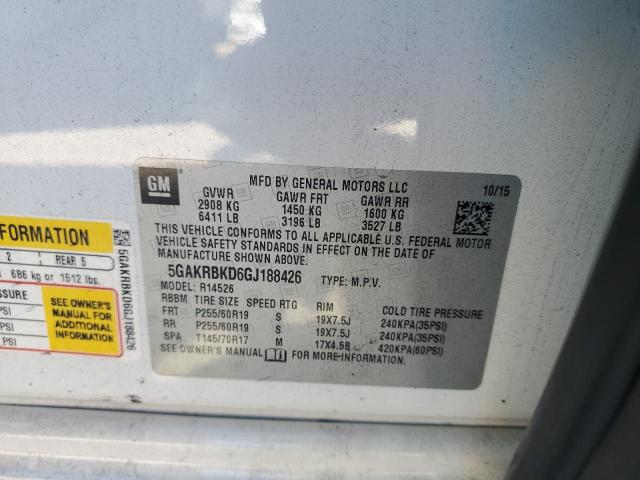 GM
MFD BY GENERAL MOTORS LLC
10/15
GVWR GAWR FRT GAWR RR
2908 KG 1450 KG 1600 KG
6411 LB 3196 LB 3527 LB
THIS VEHICLE CONFORMS TO ALL APPLICABLE U.S. FEDERAL MOTOR
VEHICLE SAFETY STANDARDS IN EFFECT ON THE DATE OF
MANUFACTURE SHOWN ABOVE.
5GAKRBKD6GJ188426 TYPE: M.P.V.
MODEL: R14526
RBBM TIRE SIZE SPEED RTG RIM COLD TIRE PRESSURE
FRT P255/60R19 S 19X7.5J 240KPA(35PSI)
RR P255/60R19 S 19X7.5J 240KPA(35PSI)
SPA T145/70R17 M 17X4.5B 420KPA(60PSI)
SEE OWNER'S MANUAL
INFORMATION
2 REAR 5
686 kg or 1512 lbs.
PSI
PSI
PSI
SEE OWNER'S
MANUAL FOR
ADDITIONAL
INFORMATION
5GAKRBKD6GJ188426